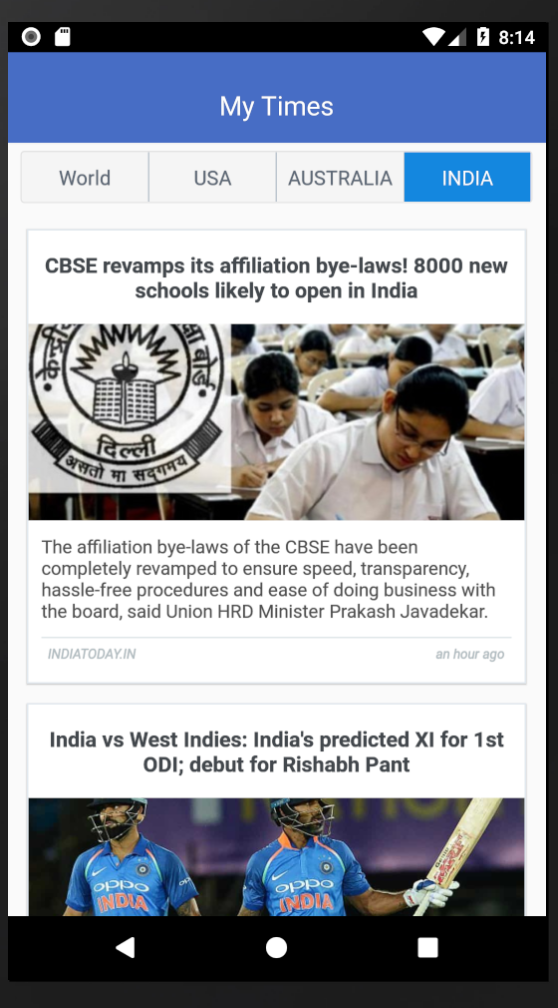 8:14
My Times
World
USA
AUSTRALIA
INDIA
CBSE revamps its affiliation bye-laws! 8000 new
schools likely to open in India
दिल्ली
असतो मा सद्गमय
The affiliation bye-laws of the CBSE have been
completely revamped to ensure speed, transparency,
hassle-free procedures and ease of doing business with
the board, said Union HRD Minister Prakash Javadekar.
INDIATODAY.IN
an hour ago
India vs West Indies: India's predicted XI for 1st
ODI; debut for Rishabh Pant
oppo
INDIA
oppo
INDIA